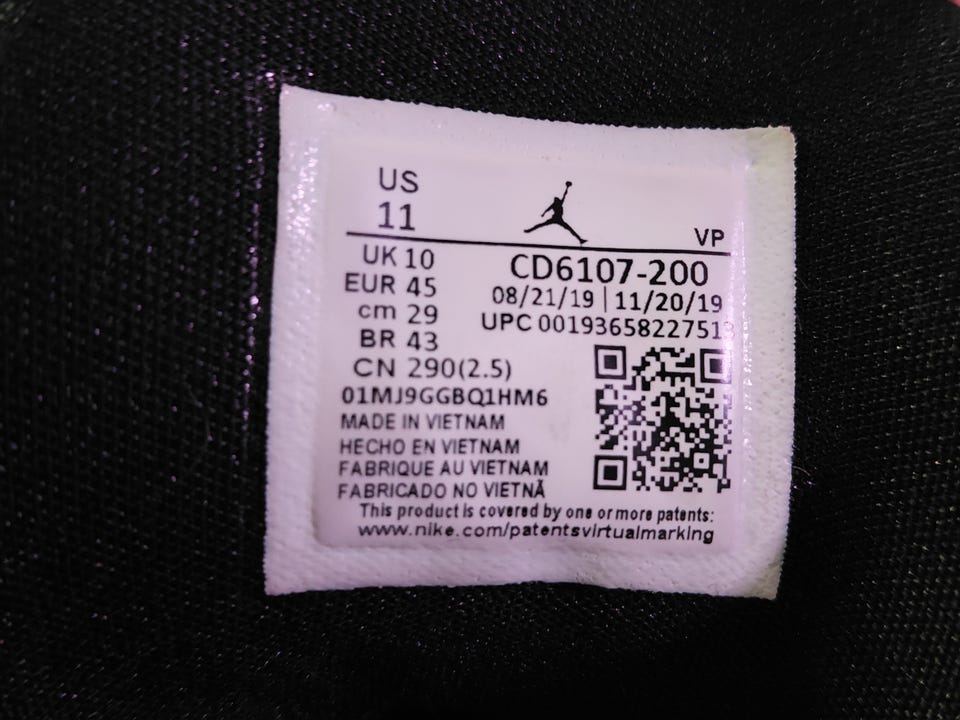 US
11
VP
UK 10
CD6107-200
EUR 45
08/21/19 | 11/20/19
cm 29
UPC
BR 43
CN 290(2.5)
01MJ9GGBQ1HM6
MADE IN VIETNAM
HECHO EN VIETNAM
FABRIQUE AU VIETNAM
FABRICADO NO VIETNÃ
This product is covered by one or more patents:
www.nike.com/patentsvirtualmarking